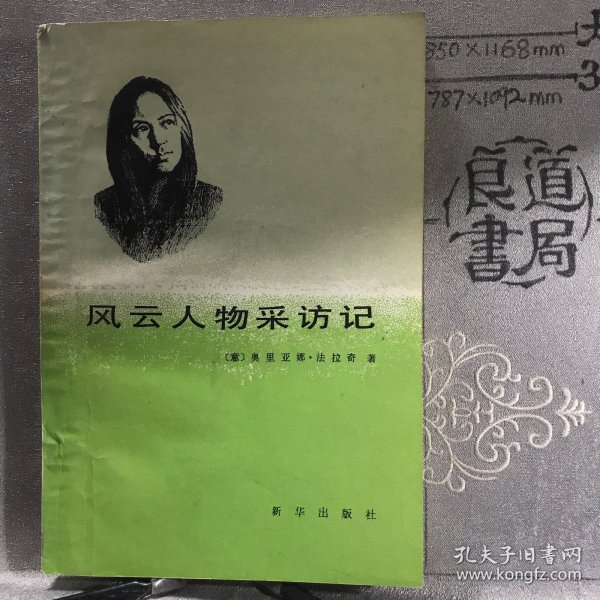 风云人物采访记
〔意〕奥里亚娜·法拉奇 著
新华出版社
850×1168mm
787×1092mm
大
3
良道
書局
孔夫子旧书网
www.kongfz.com